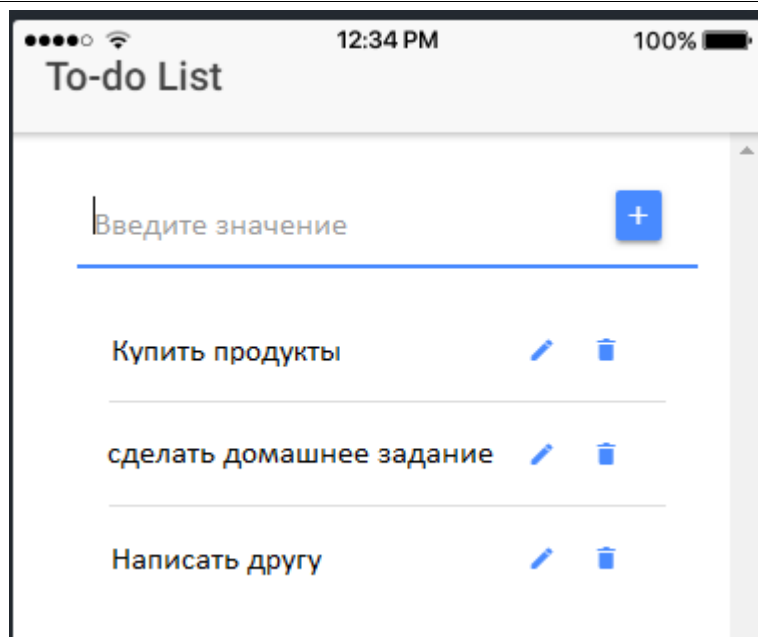 12:34 PM 100%
To-do List
Введите значение
+
Купить продукты
сделать домашнее задание
Написать другу